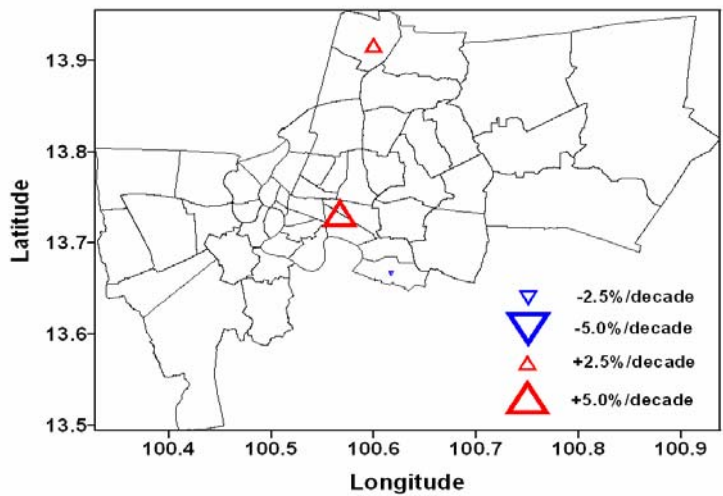 13.9
13.8
13.7
13.6
13.5
Latitude
100.4 100.5 100.6 100.7 100.8 100.9
Longitude
-2.5%/decade
-5.0%/decade
+2.5%/decade
+5.0%/decade